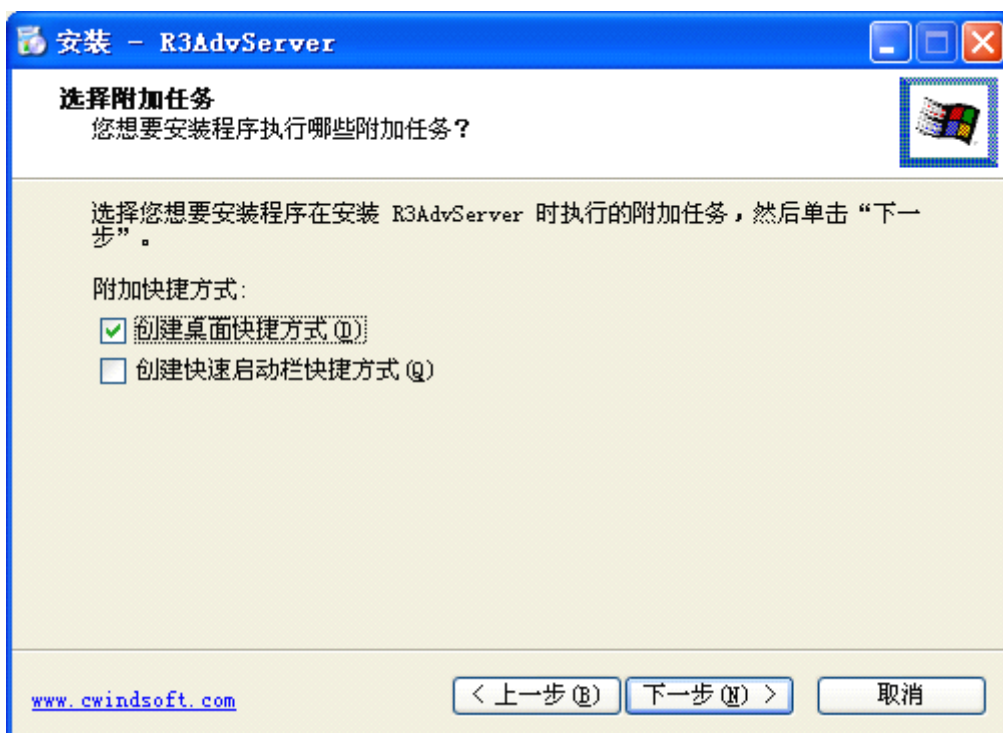 安装 - R3AdvServer
选择附加任务
您想要安装程序执行哪些附加任务？
选择您想要安装程序在安装 R3AdvServer 时执行的附加任务，然后单击“下一
步”。
附加快捷方式:
创建桌面快捷方式(D)
创建快速启动栏快捷方式(Q)
www.cwindsoft.com
< 上一步(B)
下一步(N) >
取消